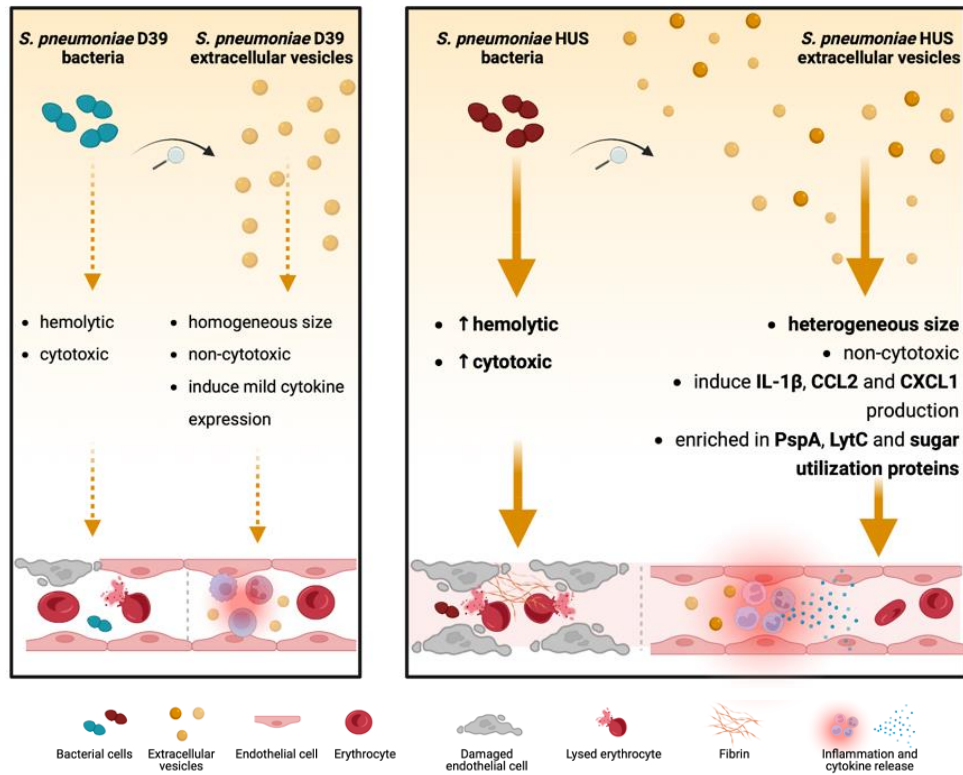 S. pneumoniae D39
bacteria
S. pneumoniae D39
extracellular vesicles
• hemolytic
• cytotoxic
• homogeneous size
• non-cytotoxic
• induce mild cytokine
expression
S. pneumoniae HUS
bacteria
S. pneumoniae HUS
extracellular vesicles
• ↑ hemolytic
• ↑ cytotoxic
• heterogeneous size
• non-cytotoxic
• induce IL-1β, CCL2 and CXCL1
production
• enriched in PspA, LytC and sugar
utilization proteins
Bacterial cells
Extracellular
vesicles
Endothelial cell
Erythrocyte
Damaged
endothelial cell
Lysed erythrocyte
Fibrin
Inflammation and
cytokine release